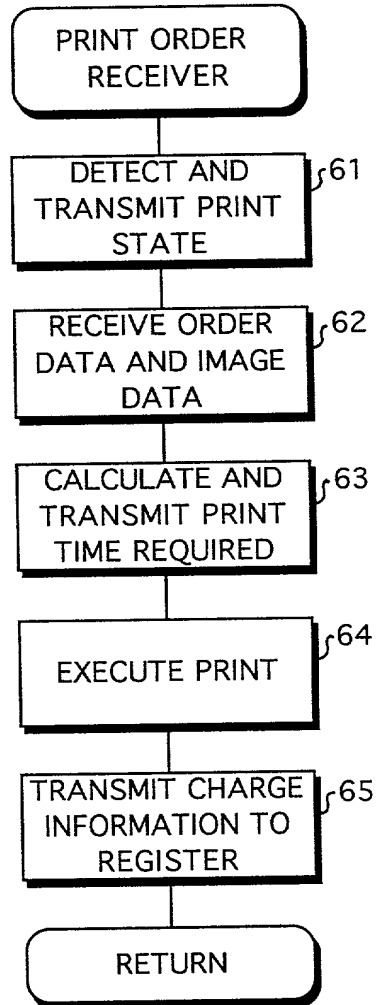 PRINT ORDER
RECEIVER
DETECT AND
TRANSMIT PRINT
STATE
61
RECEIVE ORDER
DATA AND IMAGE
DATA
62
CALCULATE AND
TRANSMIT PRINT
TIME REQUIRED
63
EXECUTE PRINT
64
TRANSMIT CHARGE
INFORMATION TO
REGISTER
65
RETURN